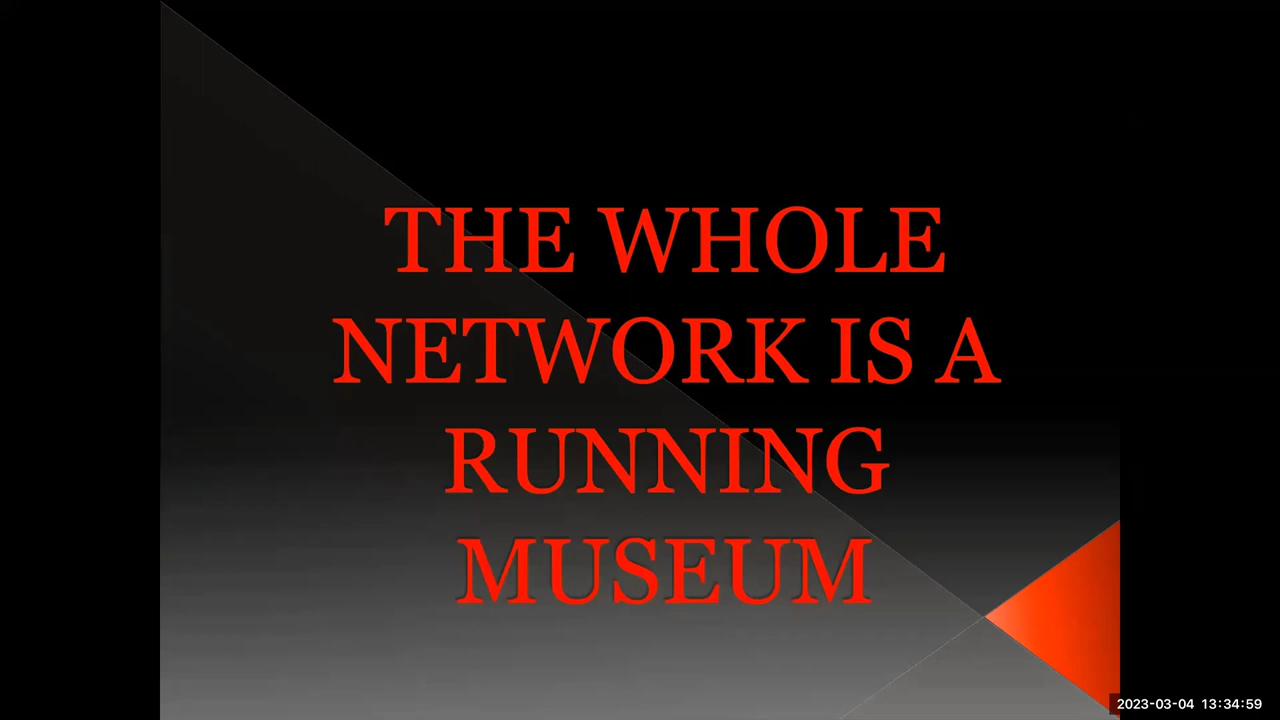 THE WHOLE
NETWORK IS A
RUNNING
MUSEUM
2023-03-04 13:34:59